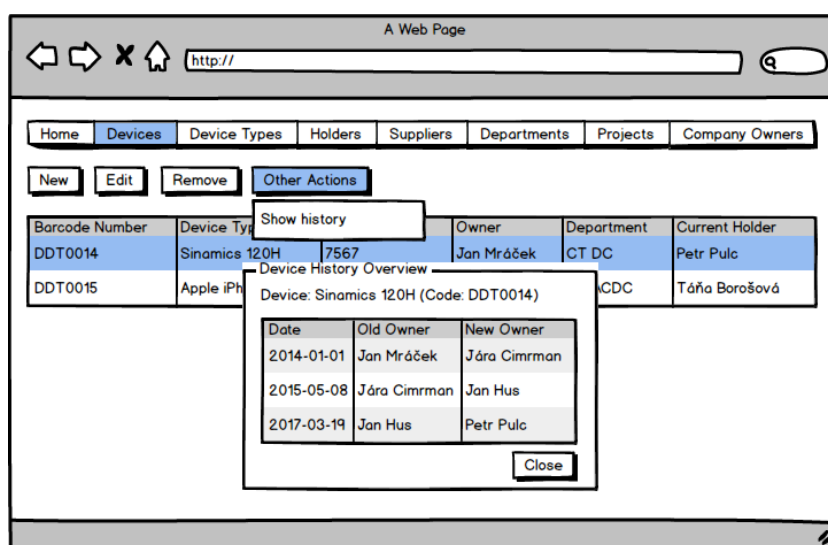 A Web Page
http://
Home Devices Device Types Holders Suppliers Departments Projects Company Owners
New Edit Remove Other Actions
Show history
Barcode Number Device Typ Owner Department Current Holder
DDT0014 Sinamics 120H 7567 Jan Mráček CT DC Petr Pulc
DDT0015 Apple iPh ACDC Táňa Borošová
Device History Overview
Device: Sinamics 120H (Code: DDT0014)
Date Old Owner New Owner
2014-01-01 Jan Mráček Jára Cimrman
2015-05-08 Jára Cimrman Jan Hus
2017-03-19 Jan Hus Petr Pulc
Close